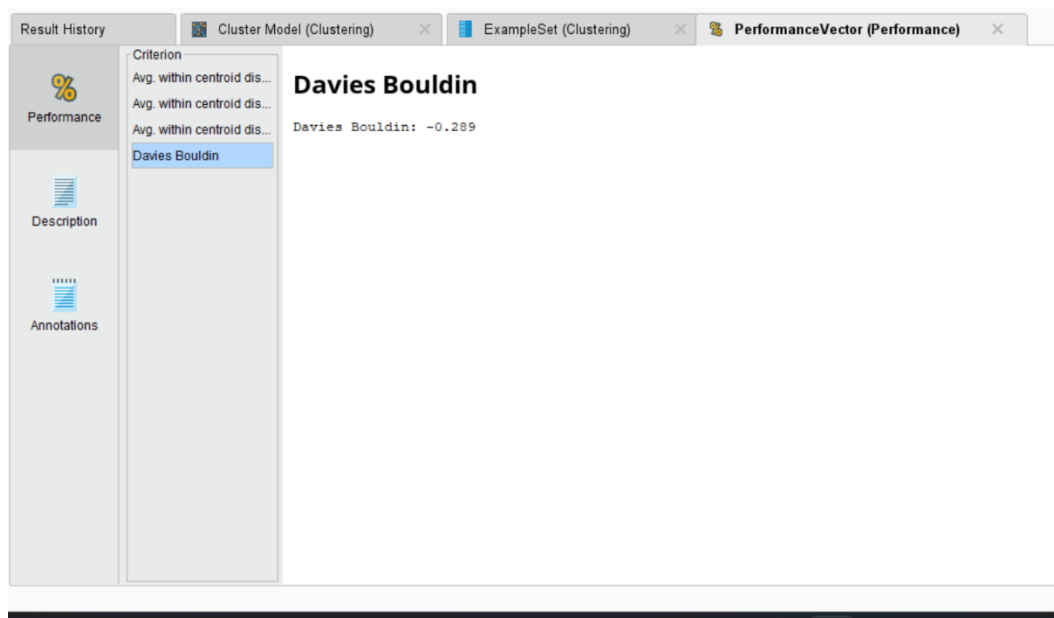 Result History
Cluster Model (Clustering)
ExampleSet (Clustering)
PerformanceVector (Performance)
Performance
Description
Annotations
Criterion
Avg. within centroid dis...
Avg. within centroid dis...
Avg. within centroid dis...
Davies Bouldin
Davies Bouldin
Davies Bouldin: -0.289